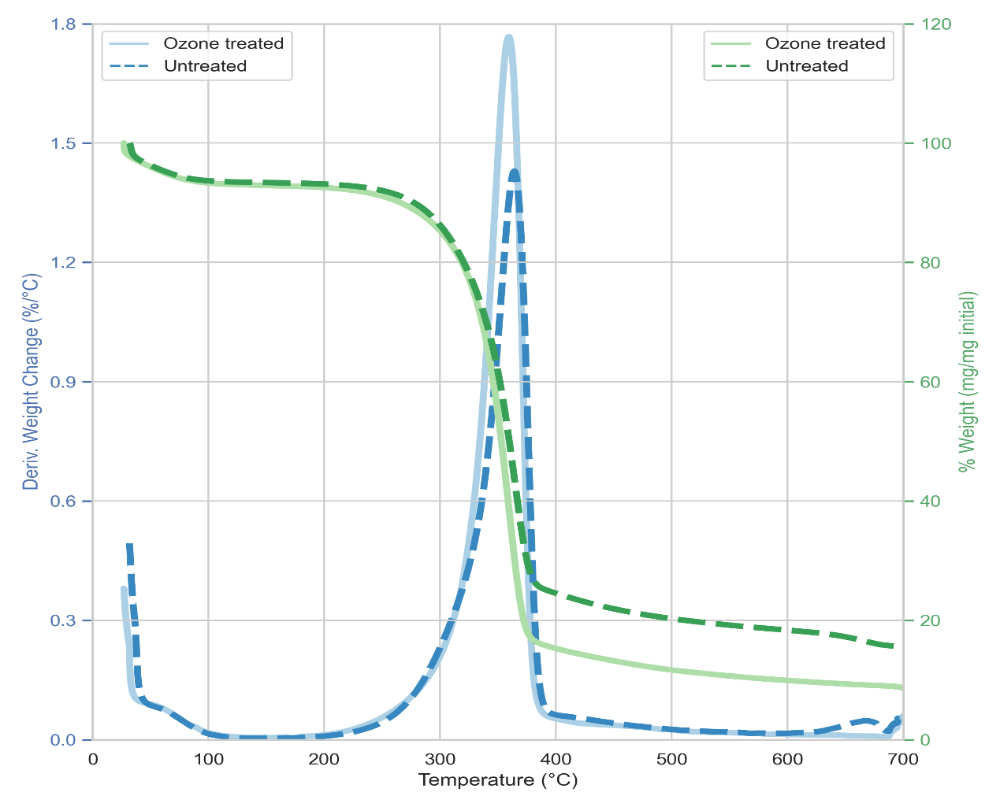 1.8
1.5
1.2
0.9
0.6
0.3
0.0
Deriv. Weight Change (%/°C)
Ozone treated
Untreated
Ozone treated
Untreated
120
100
80
60
40
20
0
% Weight (mg/mg initial)
0 100 200 300 400 500 600 700
Temperature (°C)